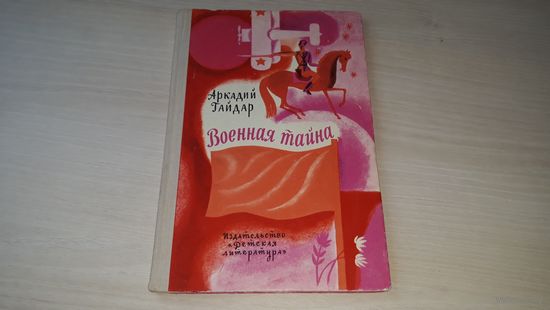 Аркадий
Гайдар
Военная тайна
Издательство
«Детская
литература»